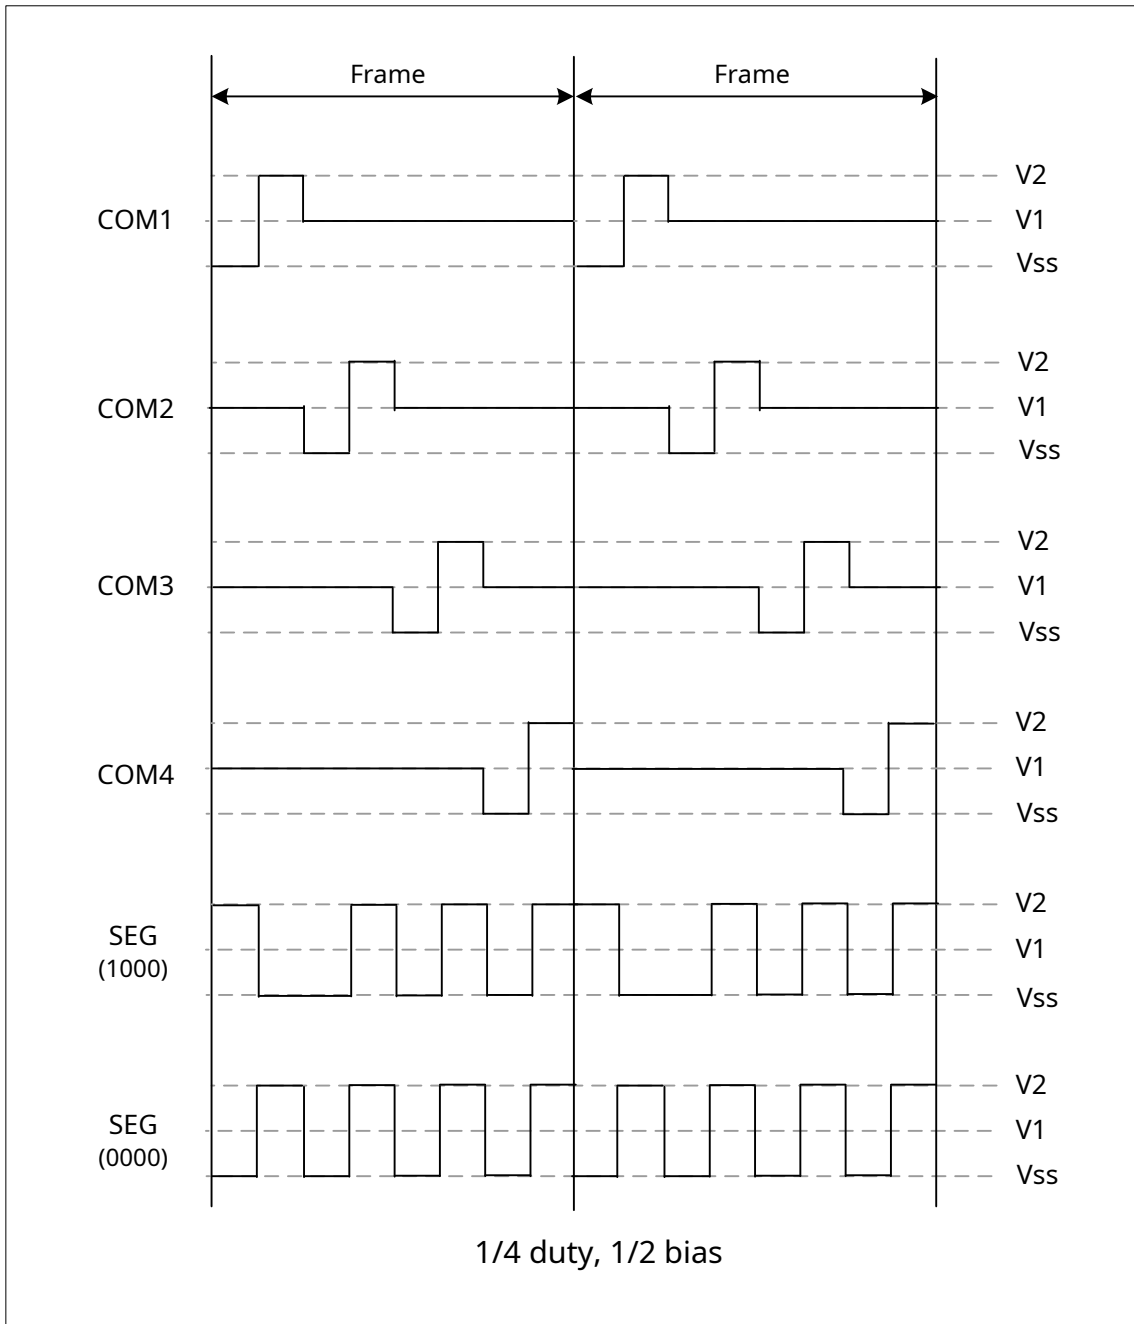 Frame Frame
V2
COM1 V1
Vss
V2
COM2 V1
Vss
V2
COM3 V1
Vss
V2
COM4 V1
Vss
V2
SEG
(1000)
V1
Vss
V2
SEG
(0000)
V1
Vss
1/4 duty, 1/2 bias